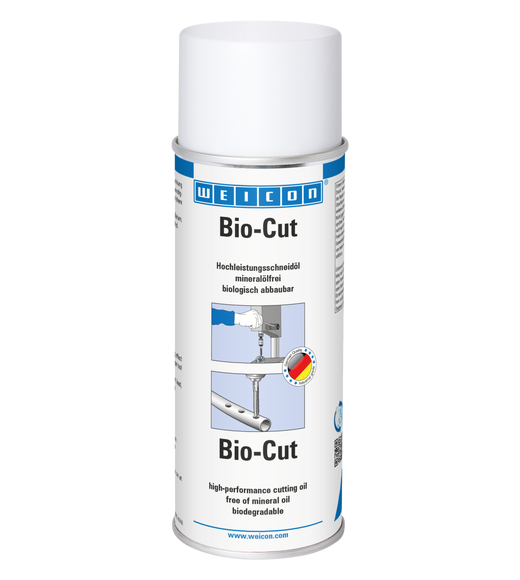 WEICON®
Bio-Cut
Hochleistungsschneidöl
mineralölfrei
biologisch abbaubar
Bio-Cut
high-performance cutting oil
free of mineral oil
biodegradable
www.weicon.com